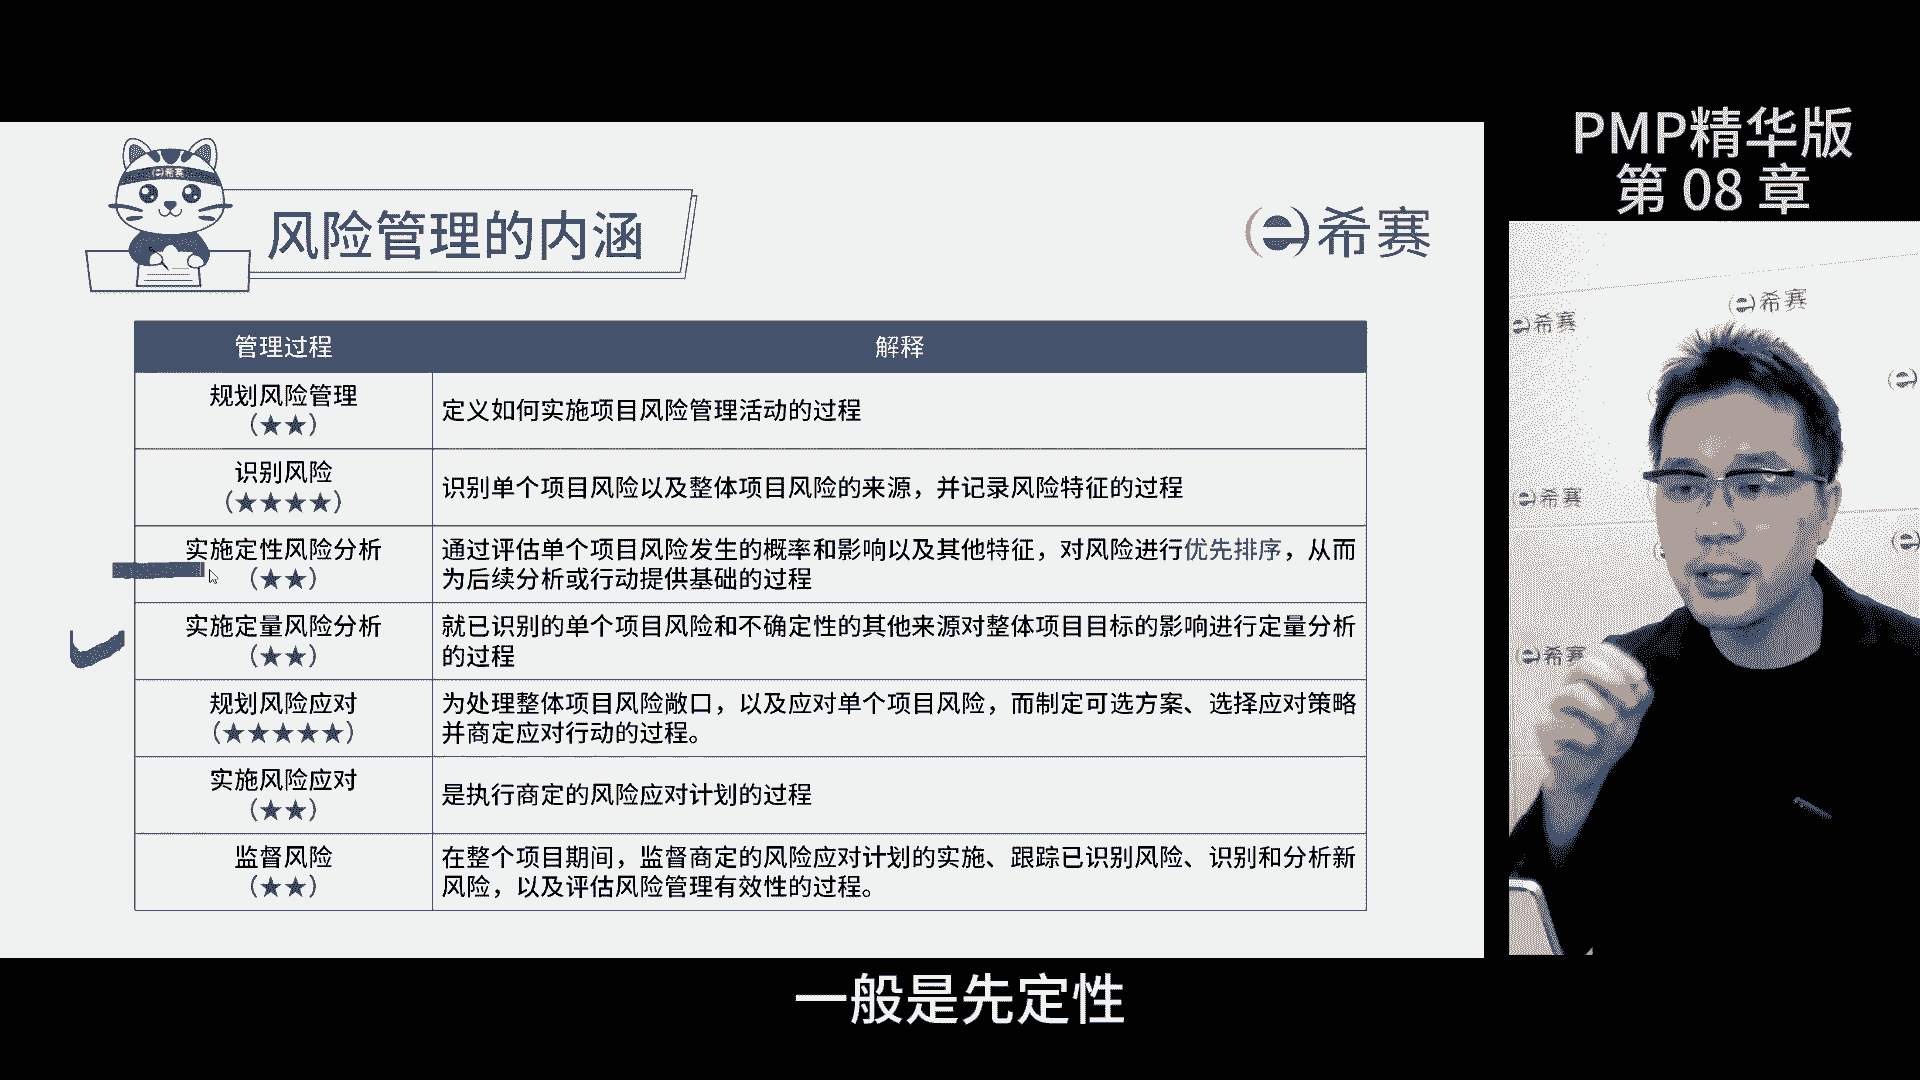 PMP精华版
第 08 章
(e)希赛
风险管理的内涵
e希赛
管理过程
解释
规划风险管理
（★★）
定义如何实施项目风险管理活动的过程
识别风险
（★★★★）
识别单个项目风险以及整体项目风险的来源，并记录风险特征的过程
实施定性风险分析
（★★）
通过评估单个项目风险发生的概率和影响以及其他特征，对风险进行优先排序，从而
为后续分析或行动提供基础的过程
实施定量风险分析
（★★）
就已识别的单个项目风险和不确定性的其他来源对整体项目目标的影响进行定量分析
的过程
规划风险应对
（★★★★★）
为处理整体项目风险敞口，以及应对单个项目风险，而制定可选方案、选择应对策略
并商定应对行动的过程。
实施风险应对
（★★）
是执行商定的风险应对计划的过程
监督风险
（★★）
在整个项目期间，监督商定的风险应对计划的实施、跟踪已识别风险、识别和分析新
风险，以及评估风险管理有效性的过程。
e希赛
e希赛
e
e希赛
e
e希赛
一般是先定性